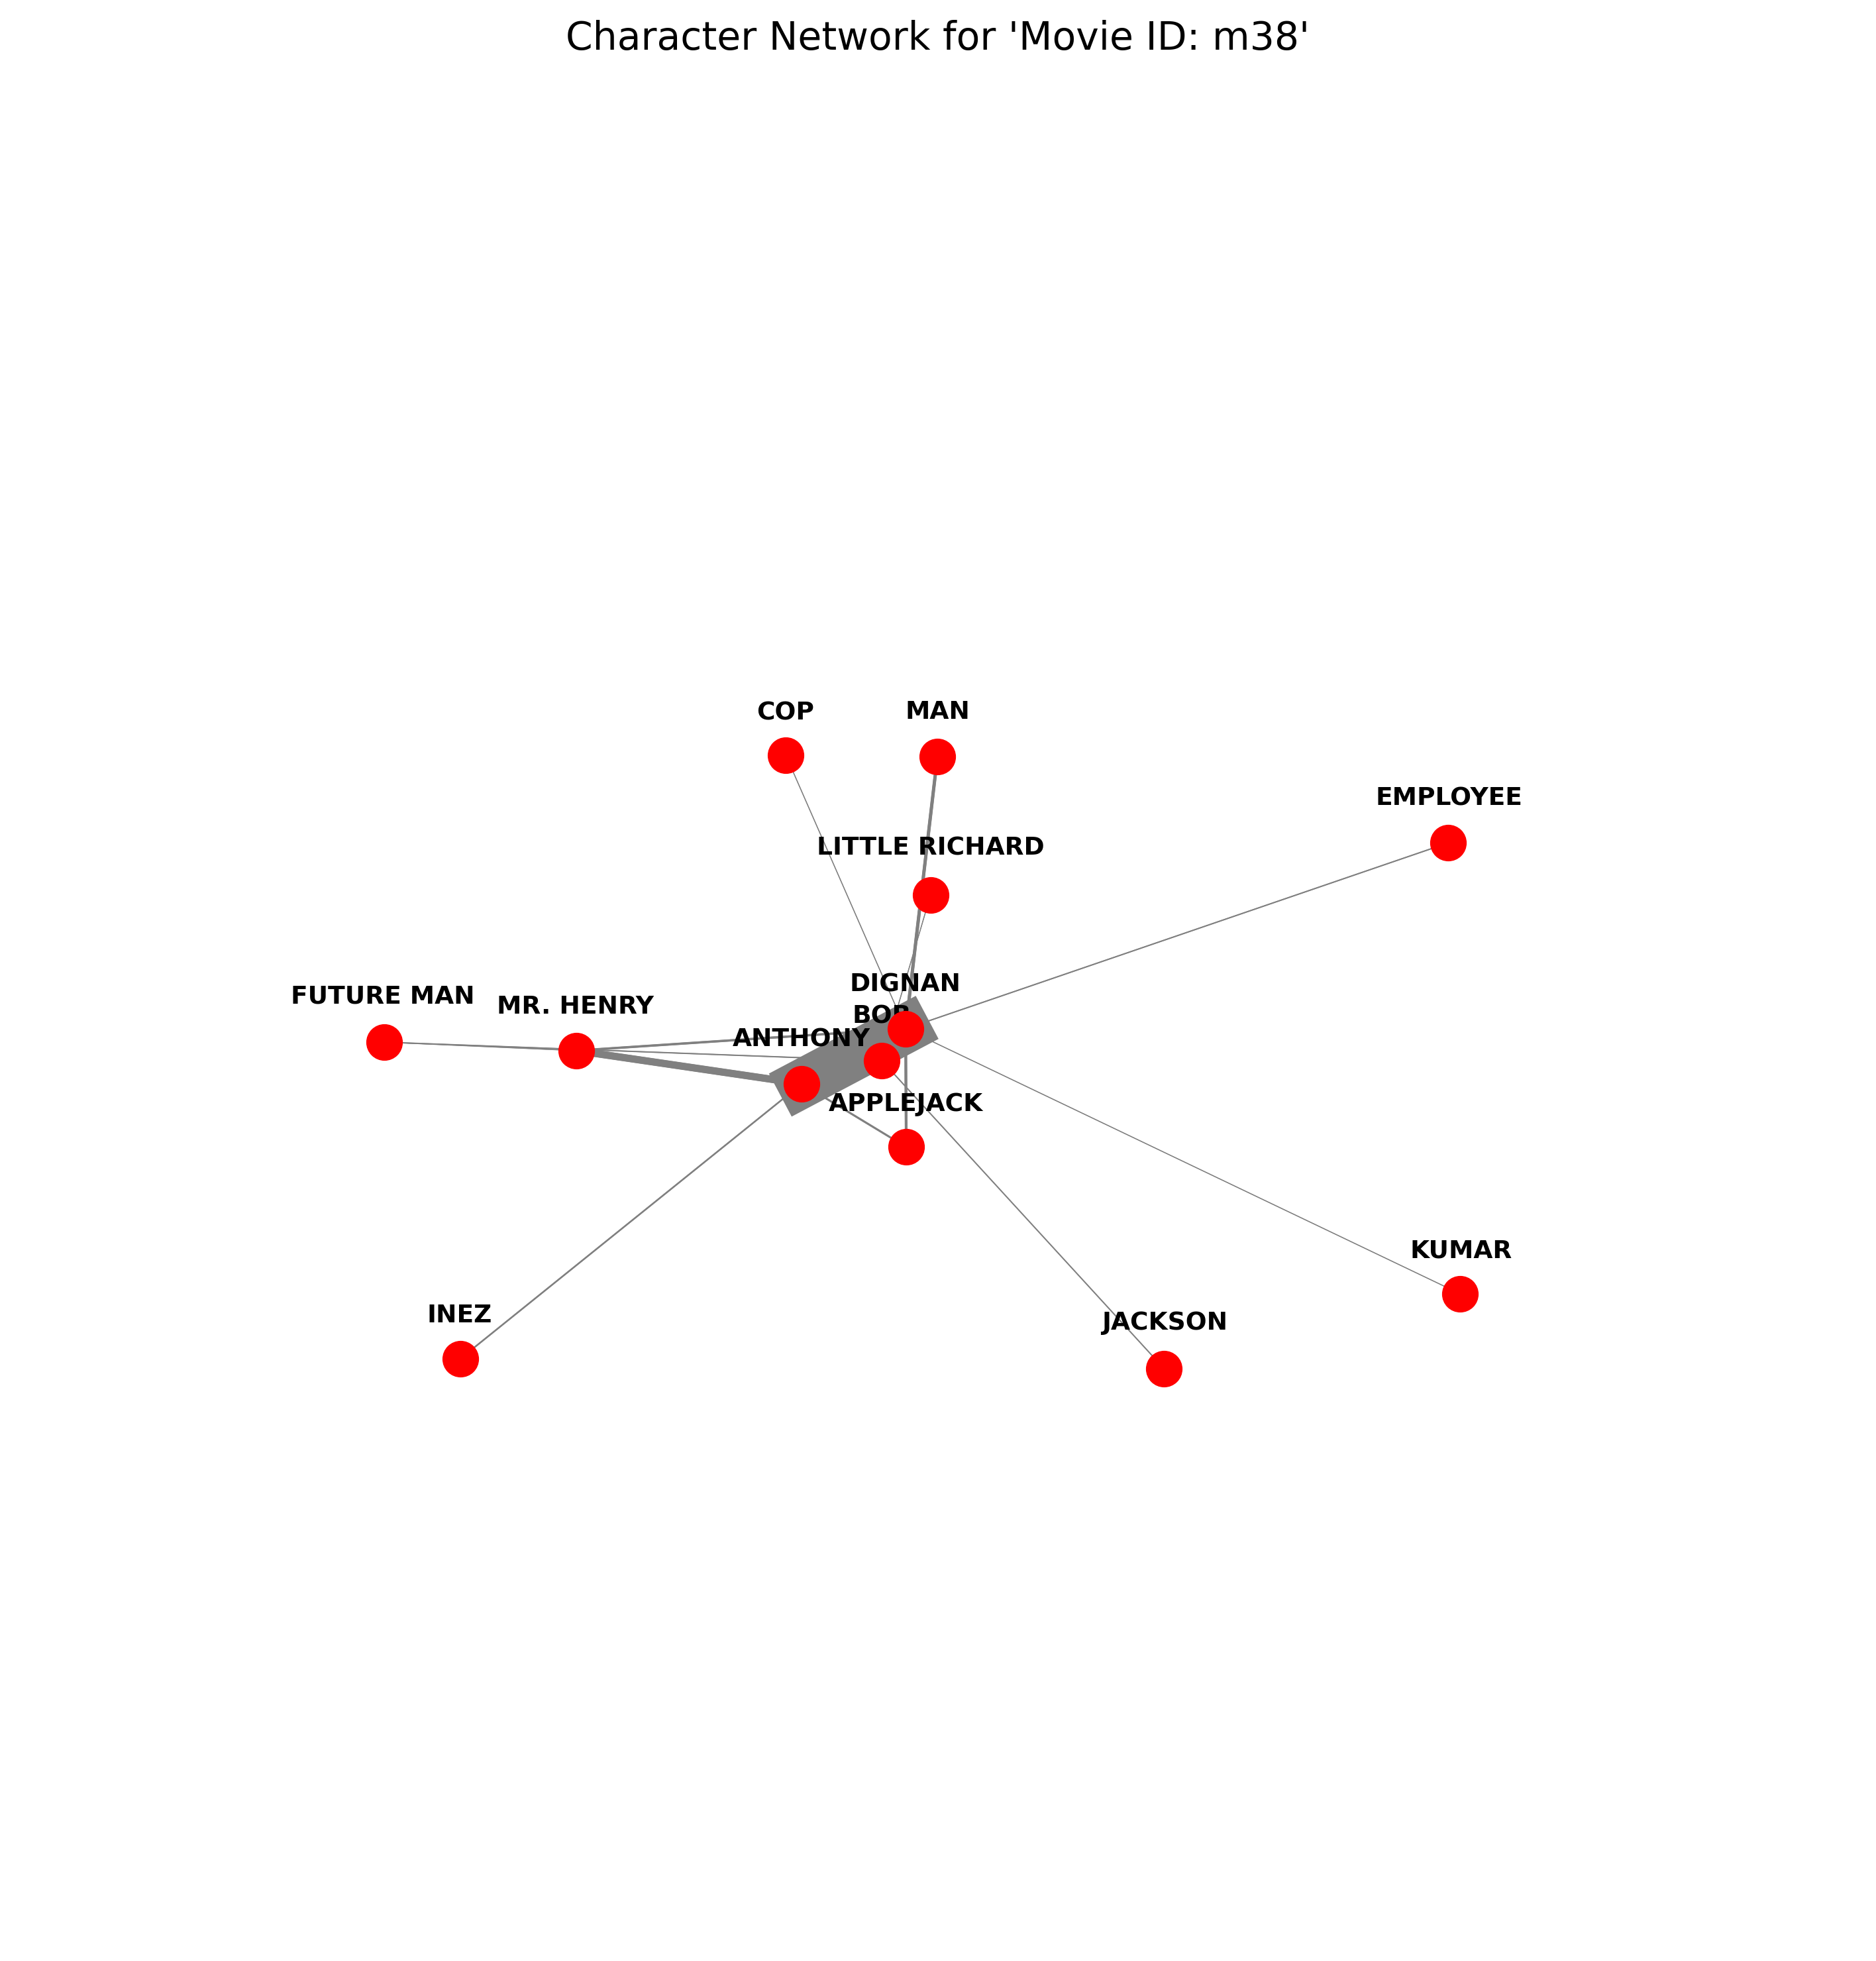 Character Network for 'Movie ID: m38'
COP
MAN
EMPLOYEE
LITTLE RICHARD
DIGNAN
FUTURE MAN
MR. HENRY
BOB
ANTHONY
APPLEJACK
KUMAR
INEZ
JACKSON